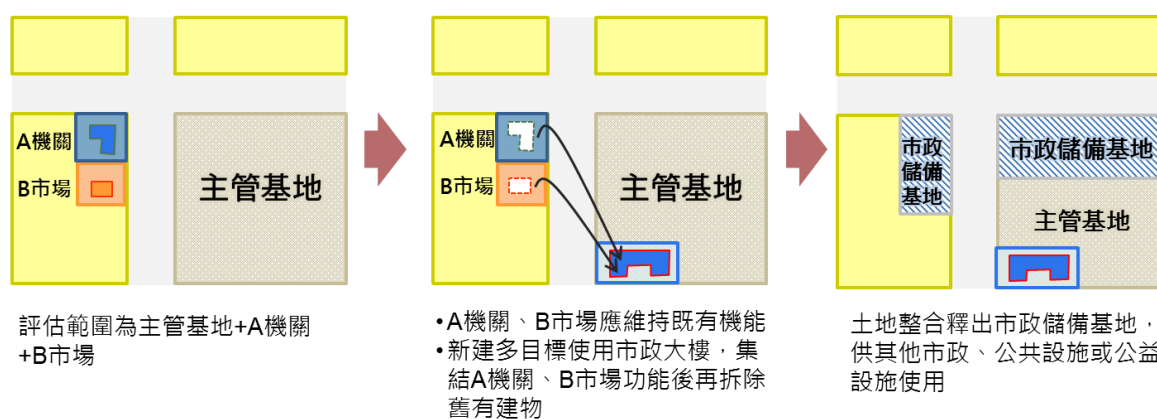 A機關
B市場
主管基地
評估範圍為主管基地+A機關
+B市場
A機關
B市場
主管基地
•A機關、B市場應維持既有機能
•新建多目標使用市政大樓，集
結A機關、B市場功能後再拆除
舊有建物
市政
儲備
基地
市政儲備基地
主管基地
土地整合釋出市政儲備基地，
供其他市政、公共設施或公益
設施使用